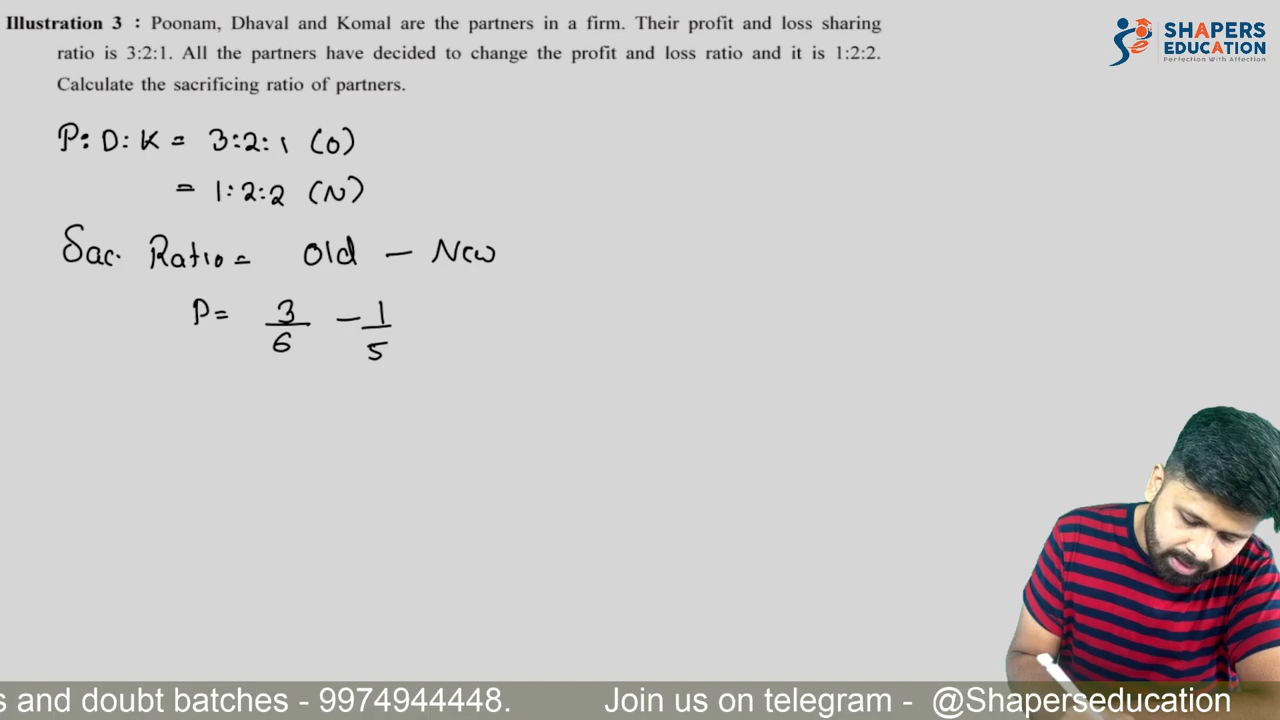 Illustration 3 : Poonam, Dhaval and Komal are the partners in a firm. Their profit and loss sharing
ratio is 3:2:1. All the partners have decided to change the profit and loss ratio and it is 1:2:2.
Calculate the sacrificing ratio of partners.
SHAPERS
EDUCATION
Perfection With Affection
P: D: K = 3:2:1 (O)
= 1:2:2 (N)
Sac. Ratio = Old - New
P = 3/6 - 1/5
s and doubt batches - 9974944448. Join us on telegram - @Shaperseducation